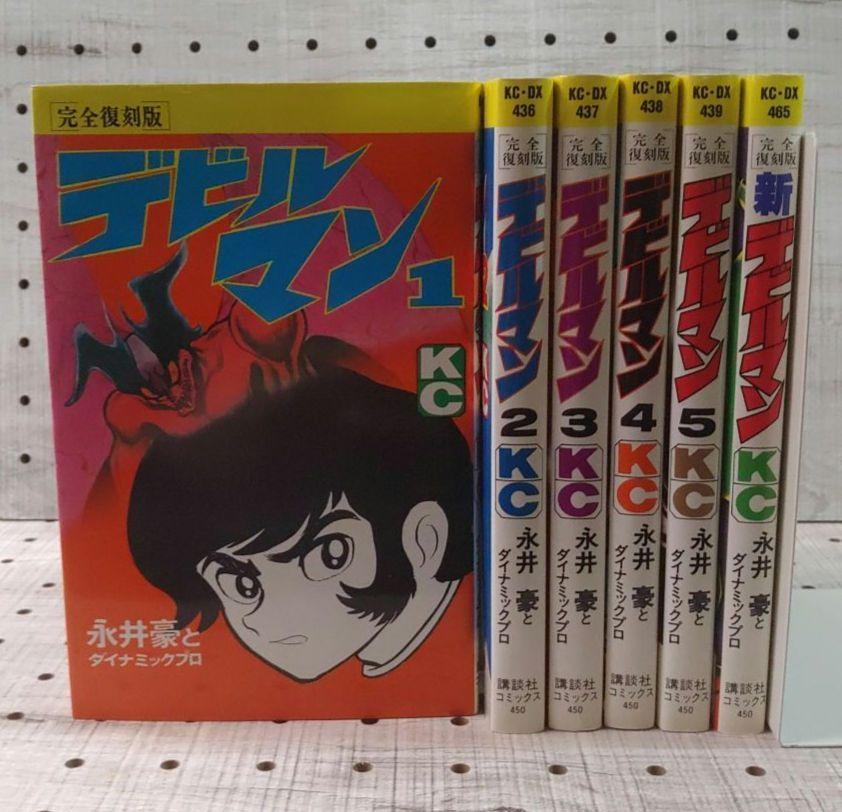 完全復刻版
デビル
マン1
KC
永井豪と
ダイナミックプロ
KC・DX
436
完全
復刻版
デビルマン
2
KC
永井豪と
ダイナミックプロ
講談社
コミックス
450
KC・DX
437
完全
復刻版
デビルマン
3
KC
永井豪と
ダイナミックプロ
講談社
コミックス
450
KC・DX
438
完全
復刻版
デビルマン
4
KC
永井豪と
ダイナミックプロ
講談社
コミックス
450
KC・DX
439
完全
復刻版
デビルマン
5
KC
永井豪と
ダイナミックプロ
講談社
コミックス
450
KC・DX
465
完全
復刻版
新デビルマン
KC
永井豪と
ダイナミックプロ
講談社
コミックス
450